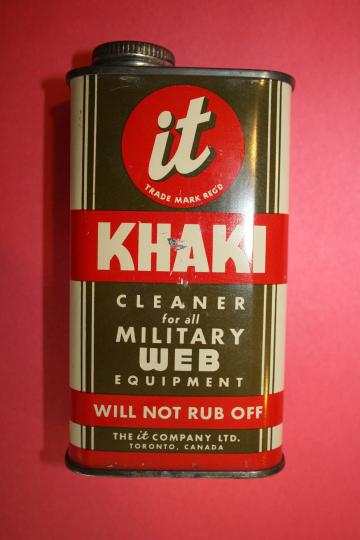 it
TRADE MARK REG'D
KHAKI
CLEANER
for all
MILITARY
WEB
EQUIPMENT
WILL NOT RUB OFF
THE it COMPANY LTD.
TORONTO, CANADA